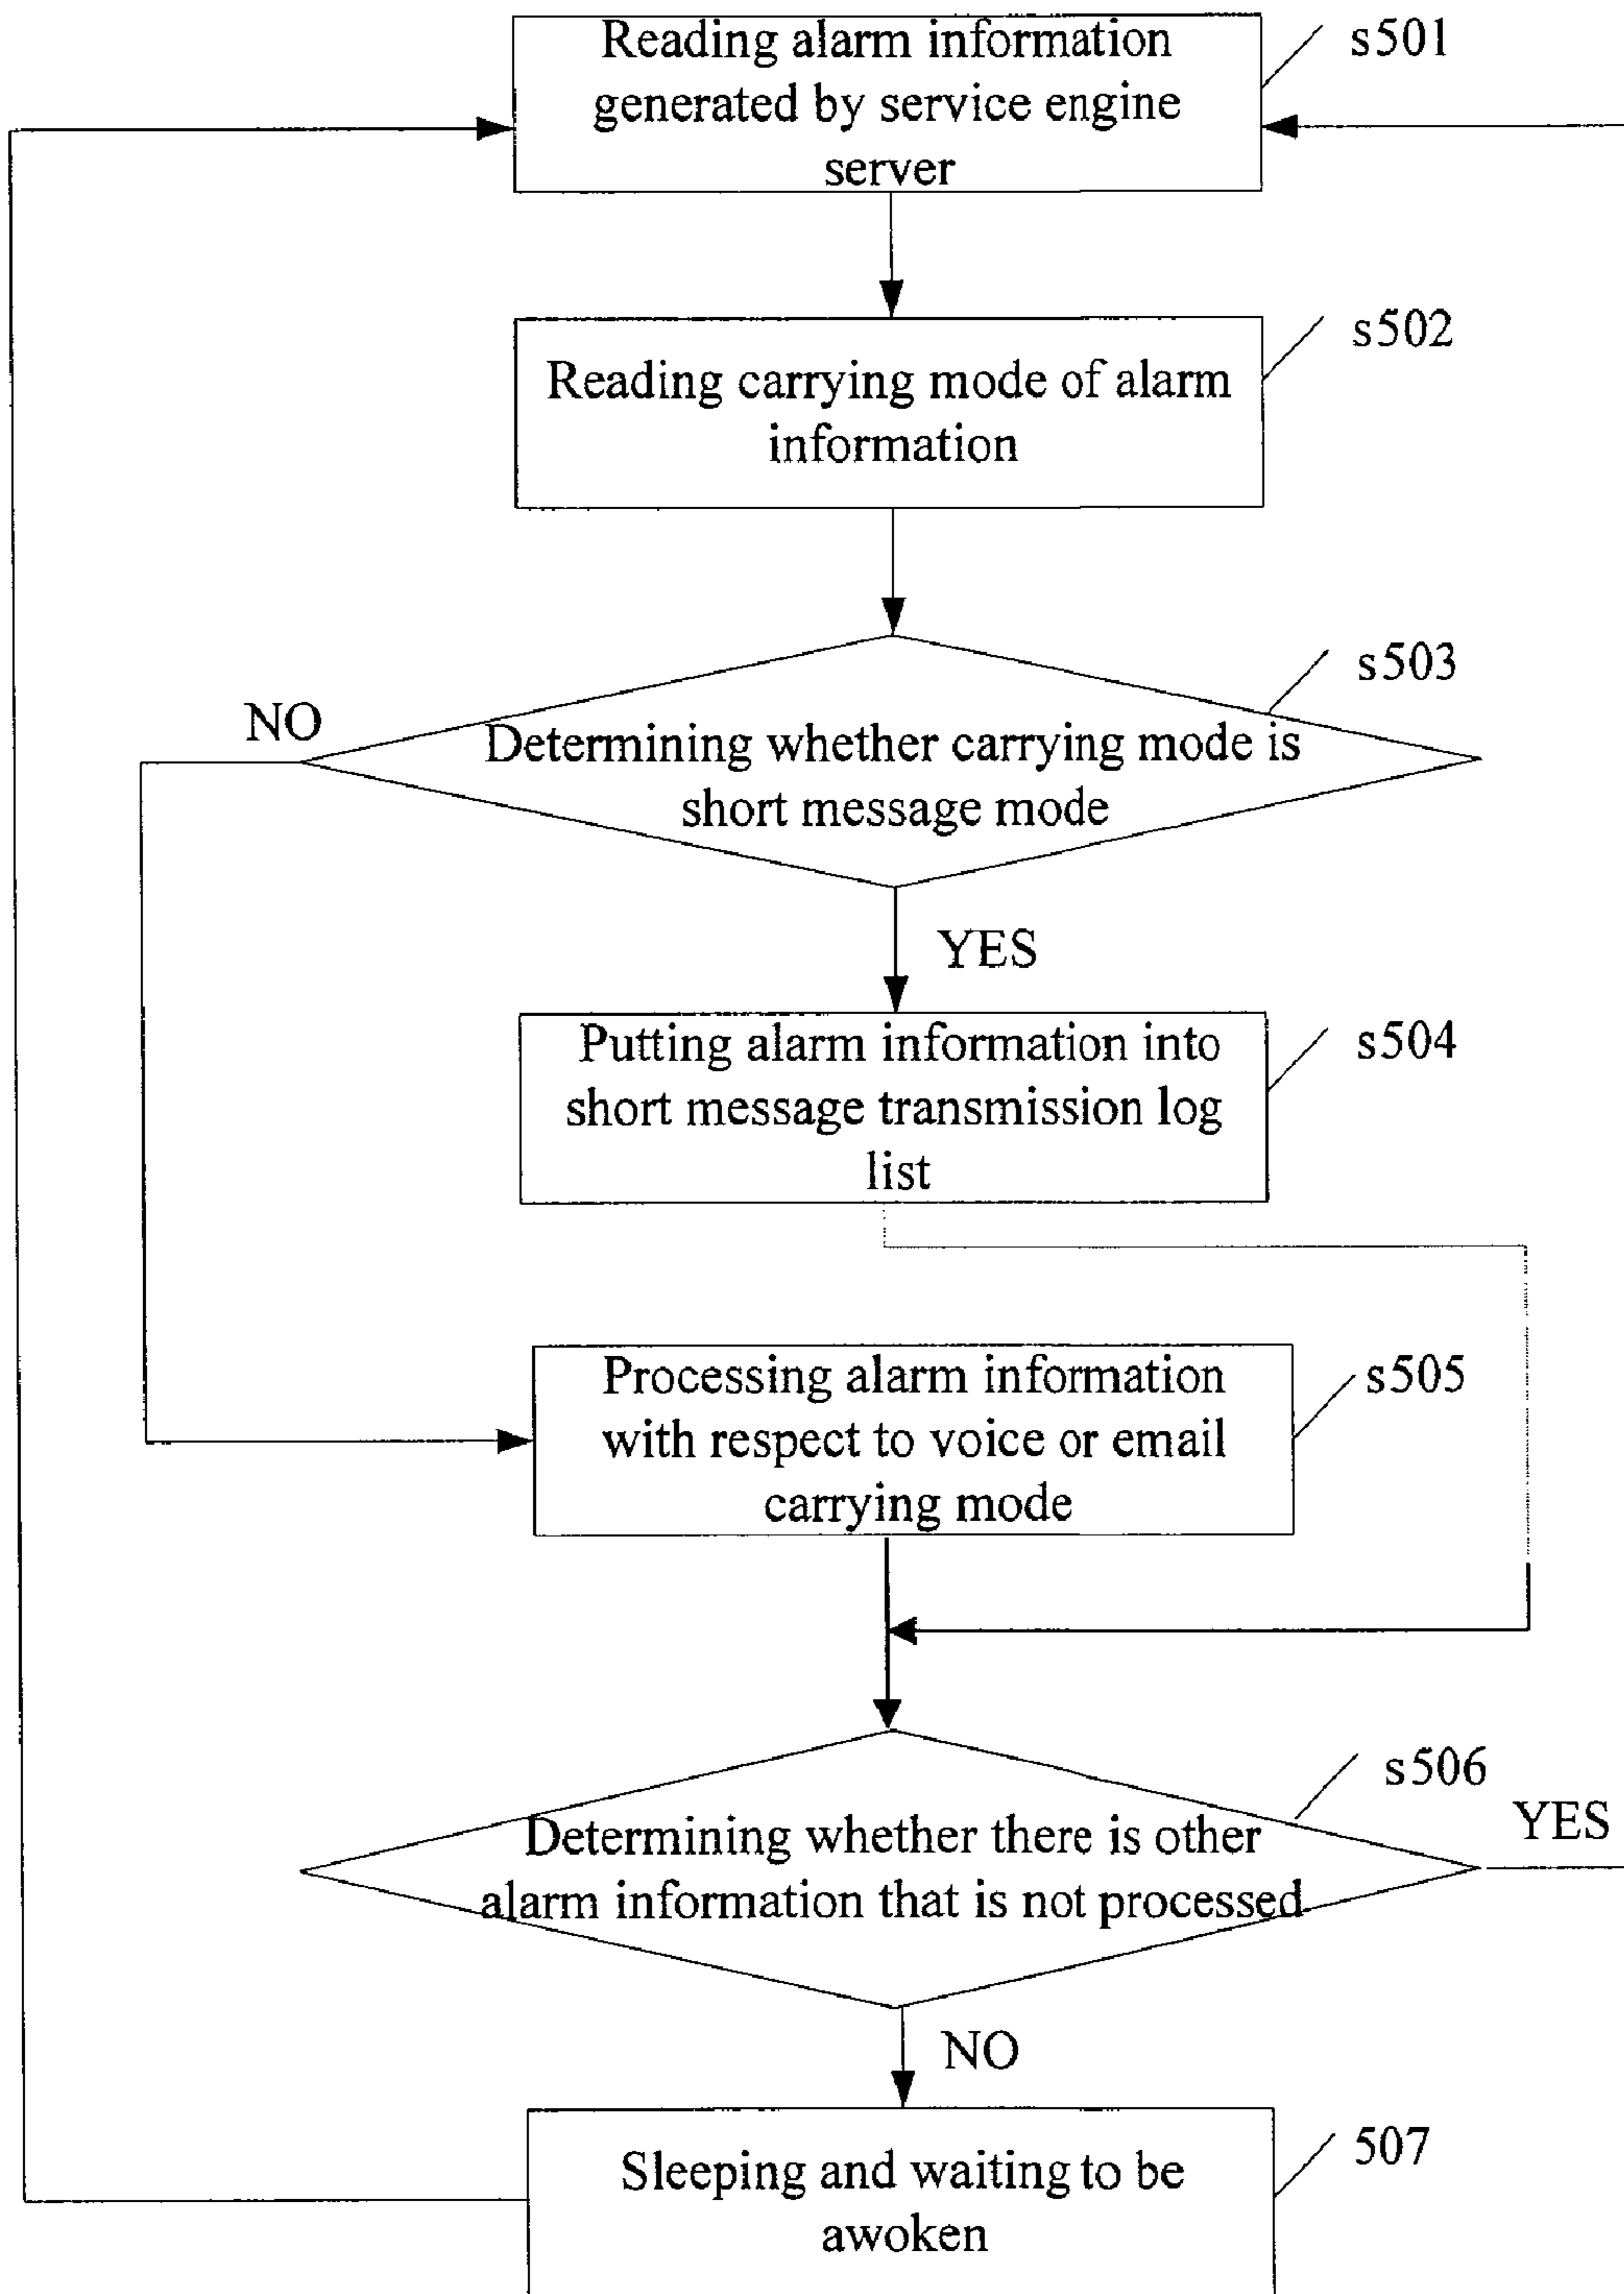 Reading alarm information
generated by service engine
server
s501
Reading carrying mode of alarm
information
s502
s503
NO
Determining whether carrying mode is
short message mode
YES
Putting alarm information into
short message transmission log
list
s504
Processing alarm information
with respect to voice or email
carrying mode
s505
s506
YES
Determining whether there is other
alarm information that is not processed
NO
Sleeping and waiting to be
awoken
507